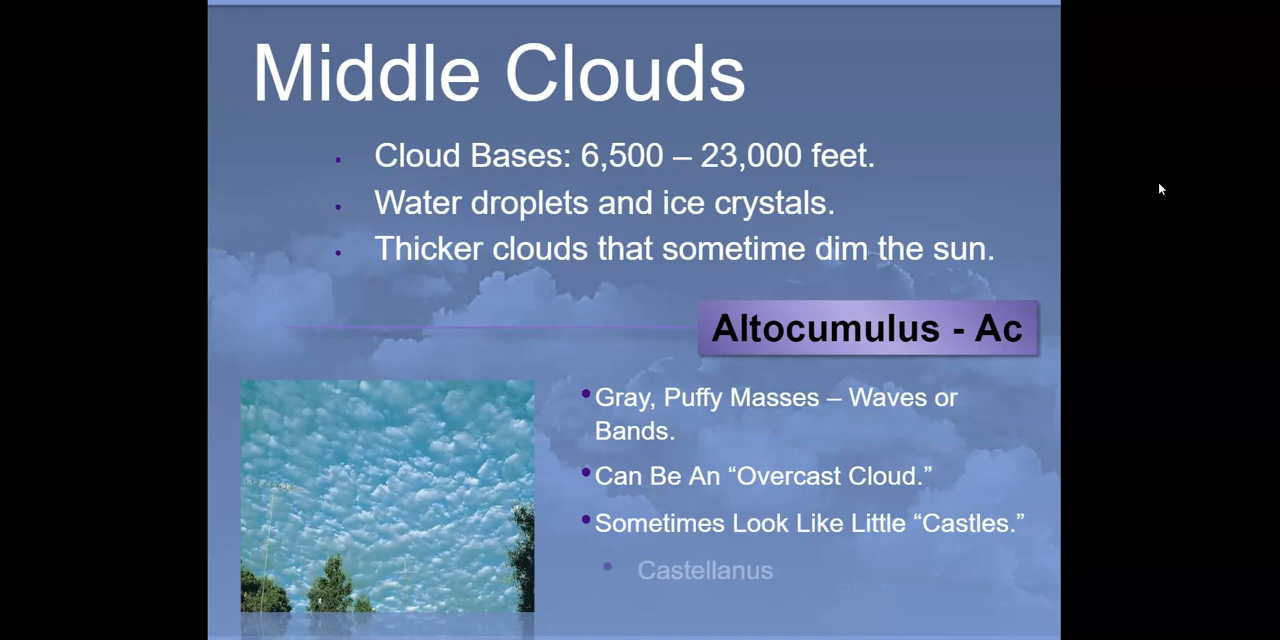 Middle Clouds
Cloud Bases: 6,500 – 23,000 feet.
Water droplets and ice crystals.
Thicker clouds that sometime dim the sun.
Altocumulus - Ac
Gray, Puffy Masses – Waves or
Bands.
Can Be An “Overcast Cloud.”
Sometimes Look Like Little “Castles.”
Castellanus